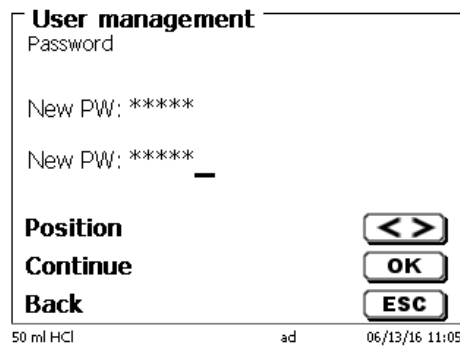 User management
Password
New PW: *****
New PW: *****_
Position < >
Continue OK
Back ESC
50 ml HCl ad 06/13/16 11:05